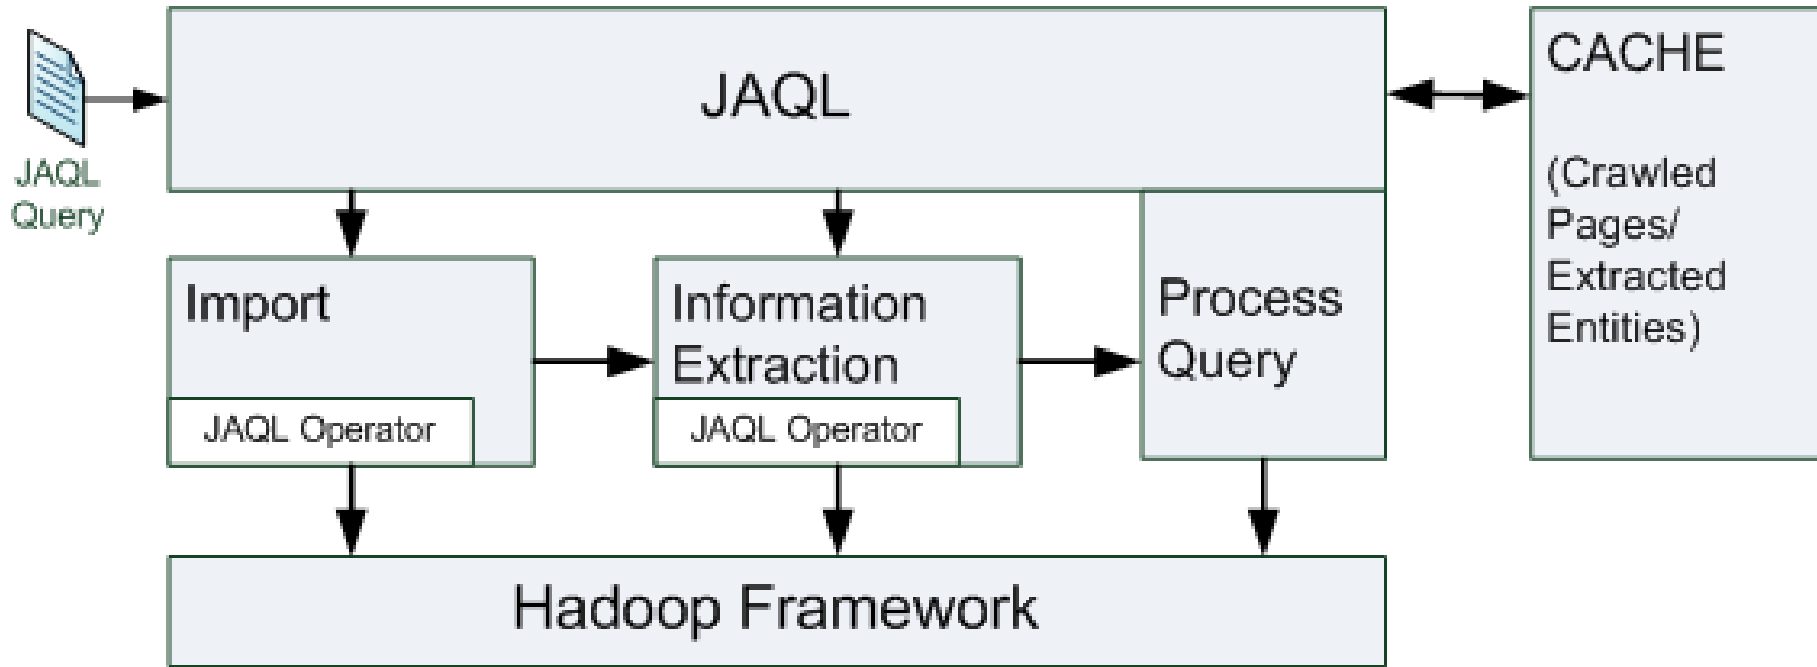 JAQL
Query
JAQL
CACHE
(Crawled
Pages/
Extracted
Entities)
Import
JAQL Operator
Information
Extraction
JAQL Operator
Process
Query
Hadoop Framework